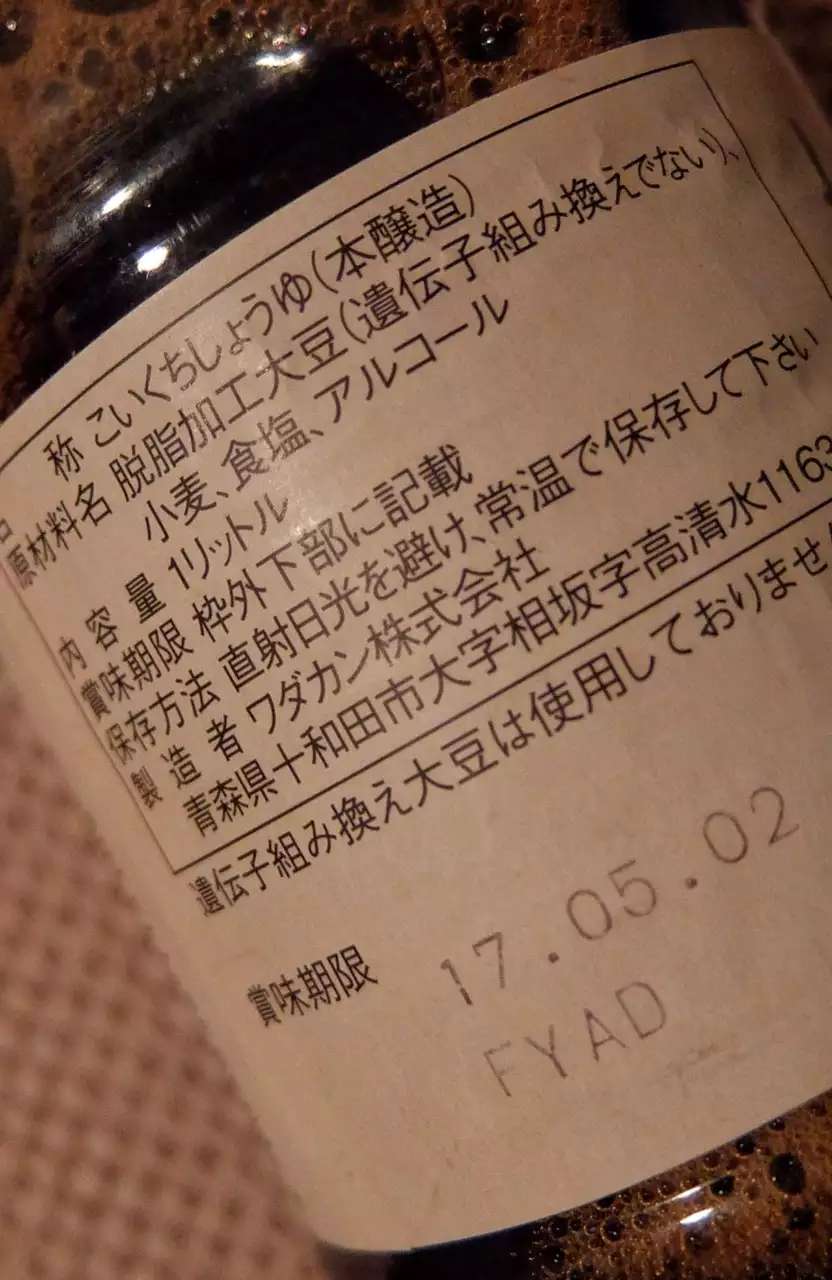 称 こいくちしょうゆ(本醸造)
原材料名 脱脂加工大豆(遺伝子組み換えでない)、
小麦、食塩、アルコール
内容量 1リットル
賞味期限 枠外下部に記載
保存方法 直射日光を避け、常温で保存して下さい
製造者 ワダカン株式会社
青森県十和田市大字相坂字高清水1163
遺伝子組み換え大豆は使用しておりません
賞味期限 17.05.02
FYAD